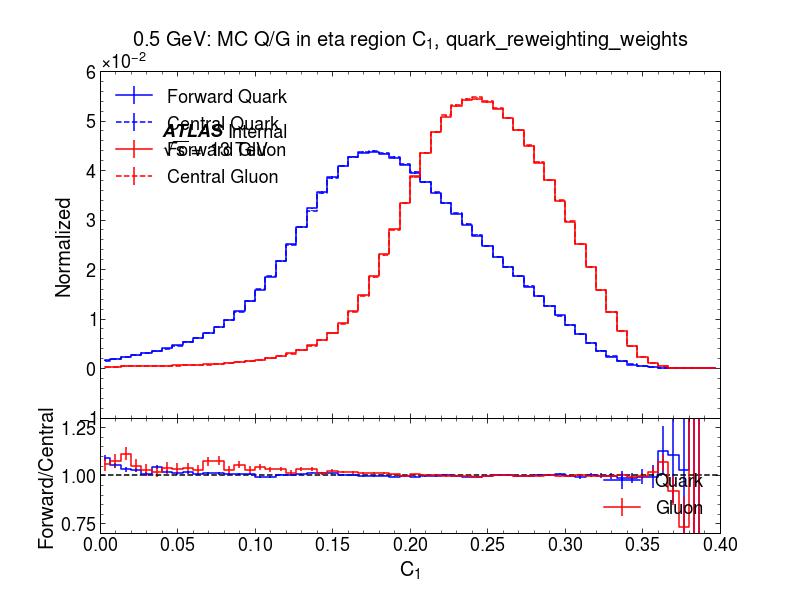 0.5 GeV: MC Q/G in eta region C₁, quark_reweighting_weights
×10⁻²
Forward Quark
Central Quark
ATLAS Internal
√s = 13 TeV
Forward Gluon
Central Gluon
Normalized
6
5
4
3
2
1
0
−1
Forward/Central
1.25
1.00
0.75
Quark
Gluon
0.00 0.05 0.10 0.15 0.20 0.25 0.30 0.35 0.40
C₁